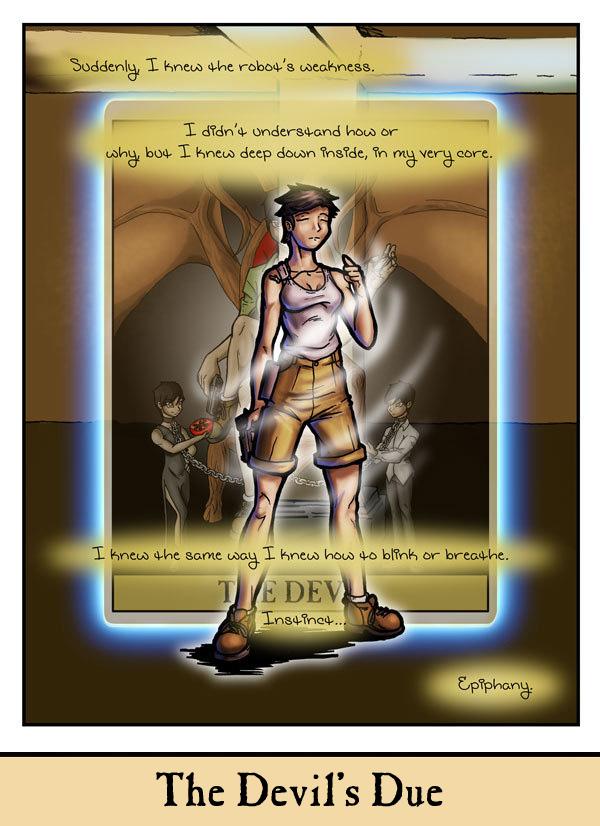 Suddenly, I knew the robot's weakness.
I didn't understand how or
why, but I knew deep down inside, in my very core.
I knew the same way I knew how to blink or breathe.
T E DEV
Instinct...
Epiphany.
The Devil's Due